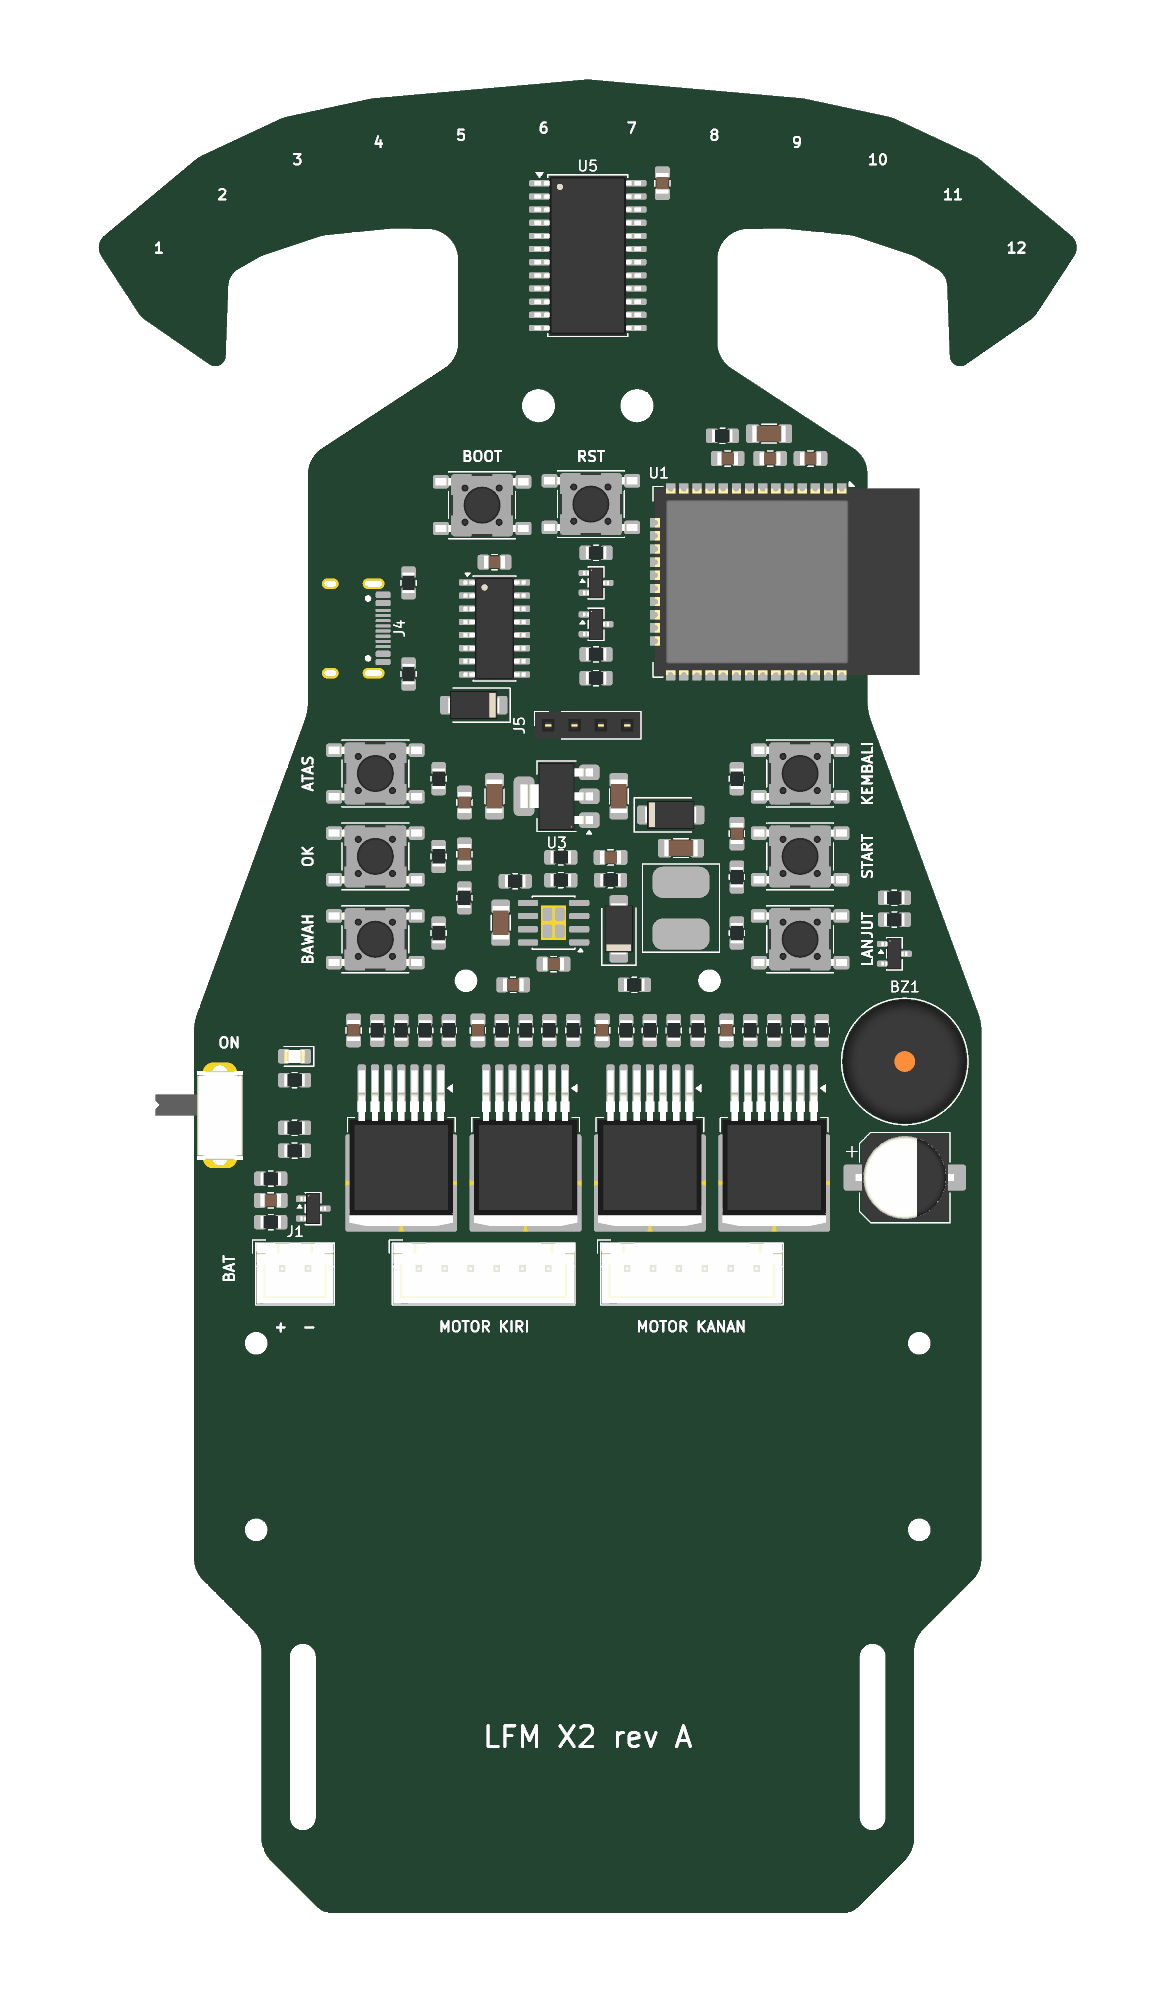 1
2
3
4
5
6
7
8
9
10
11
12
U5
BOOT
RST
U1
J4
J5
ATAS
OK
BAWAH
U3
KEMBALI
START
LANJUT
BZ1
ON
+
J1
BAT
+ -
MOTOR KIRI
MOTOR KANAN
LFM X2 rev A